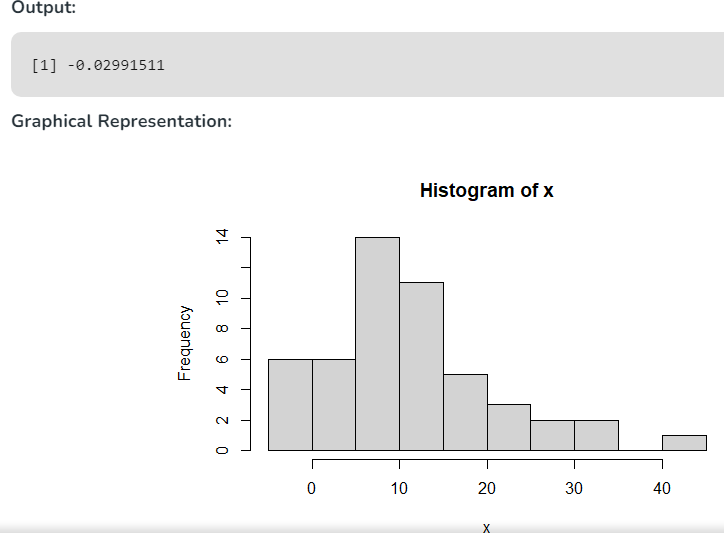 Output:
[1] -0.02991511
Graphical Representation:
Histogram of x
Frequency
14
10
8
6
4
2
0
0 10 20 30 40
x